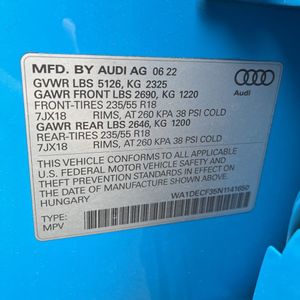 MFD. BY AUDI AG 06 22
GVWR LBS 5126, KG 2325
GAWR FRONT LBS 2690, KG 1220
FRONT-TIRES 235/55 R18
7JX18 RIMS, AT 260 KPA 38 PSI COLD
GAWR REAR LBS 2646, KG 1200
REAR-TIRES 235/55 R18
7JX18 RIMS, AT 260 KPA 38 PSI COLD
Audi
THIS VEHICLE CONFORMS TO ALL APPLICABLE
U.S. FEDERAL MOTOR VEHICLE SAFETY AND
THEFT PREVENTION STANDARDS IN EFFECT ON
THE DATE OF MANUFACTURE SHOWN ABOVE
HUNGARY
WA1DECF35N1141650
TYPE:
MPV